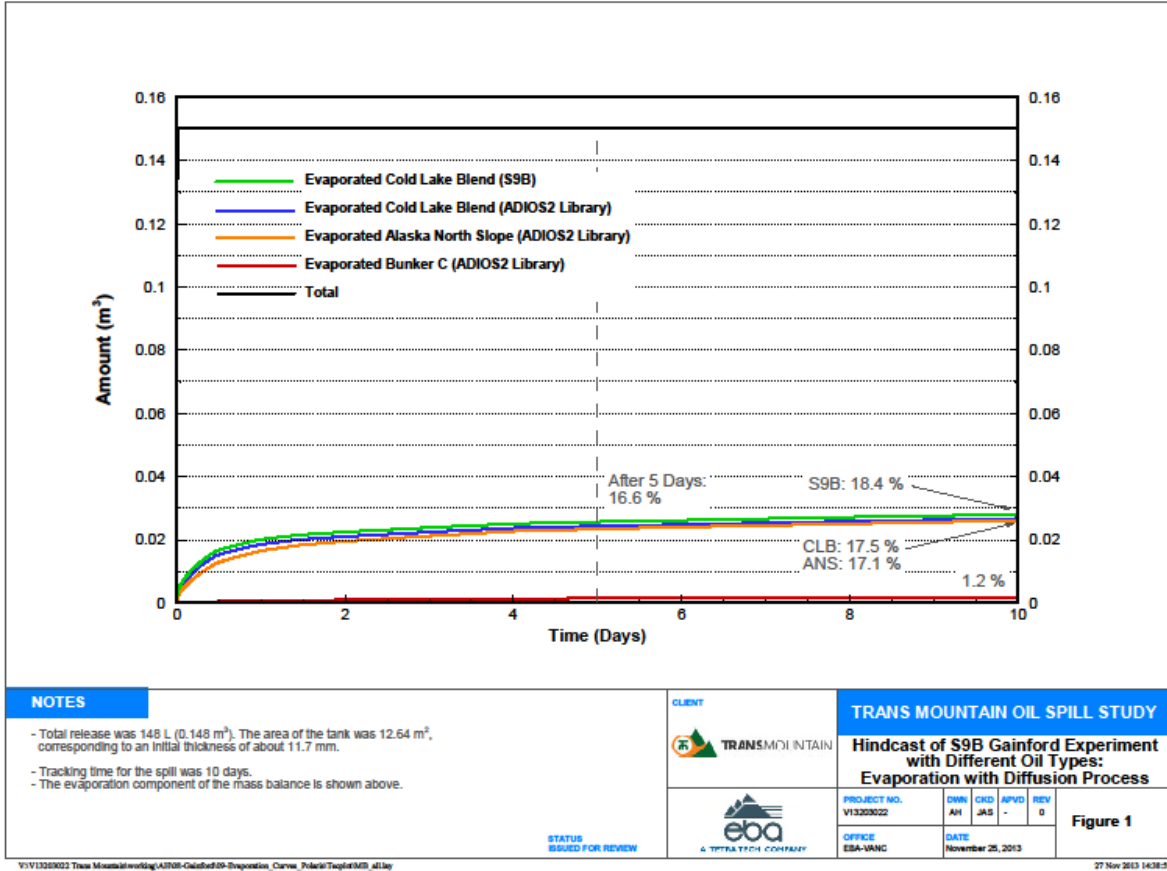 0.16
0.14
0.12
0.1
0.08
0.06
0.04
0.02
0
0.16
0.14
0.12
0.1
0.08
0.06
0.04
0.02
0
Amount (m³)
Evaporated Cold Lake Blend (S9B)
Evaporated Cold Lake Blend (ADIOS2 Library)
Evaporated Alaska North Slope (ADIOS2 Library)
Evaporated Bunker C (ADIOS2 Library)
Total
After 5 Days:
16.6 %
S9B: 18.4 %
CLB: 17.5 %
ANS: 17.1 %
1.2 %
0 2 4 6 8 10
Time (Days)
NOTES
- Total release was 148 L (0.148 m³). The area of the tank was 12.64 m²,
corresponding to an initial thickness of about 11.7 mm.
- Tracking time for the spill was 10 days.
- The evaporation component of the mass balance is shown above.
STATUS
ISSUED FOR REVIEW
CLIENT
TRANSMOUNTAIN
eba
A TETRA TECH COMPANY
TRANS MOUNTAIN OIL SPILL STUDY
Hindcast of S9B Gainford Experiment
with Different Oil Types:
Evaporation with Diffusion Process
PROJECT NO. DWN CKD APVD REV
V13203022 AH JAS - 0
OFFICE DATE
EBA-VANC November 25, 2013
Figure 1
27 Nov 2013